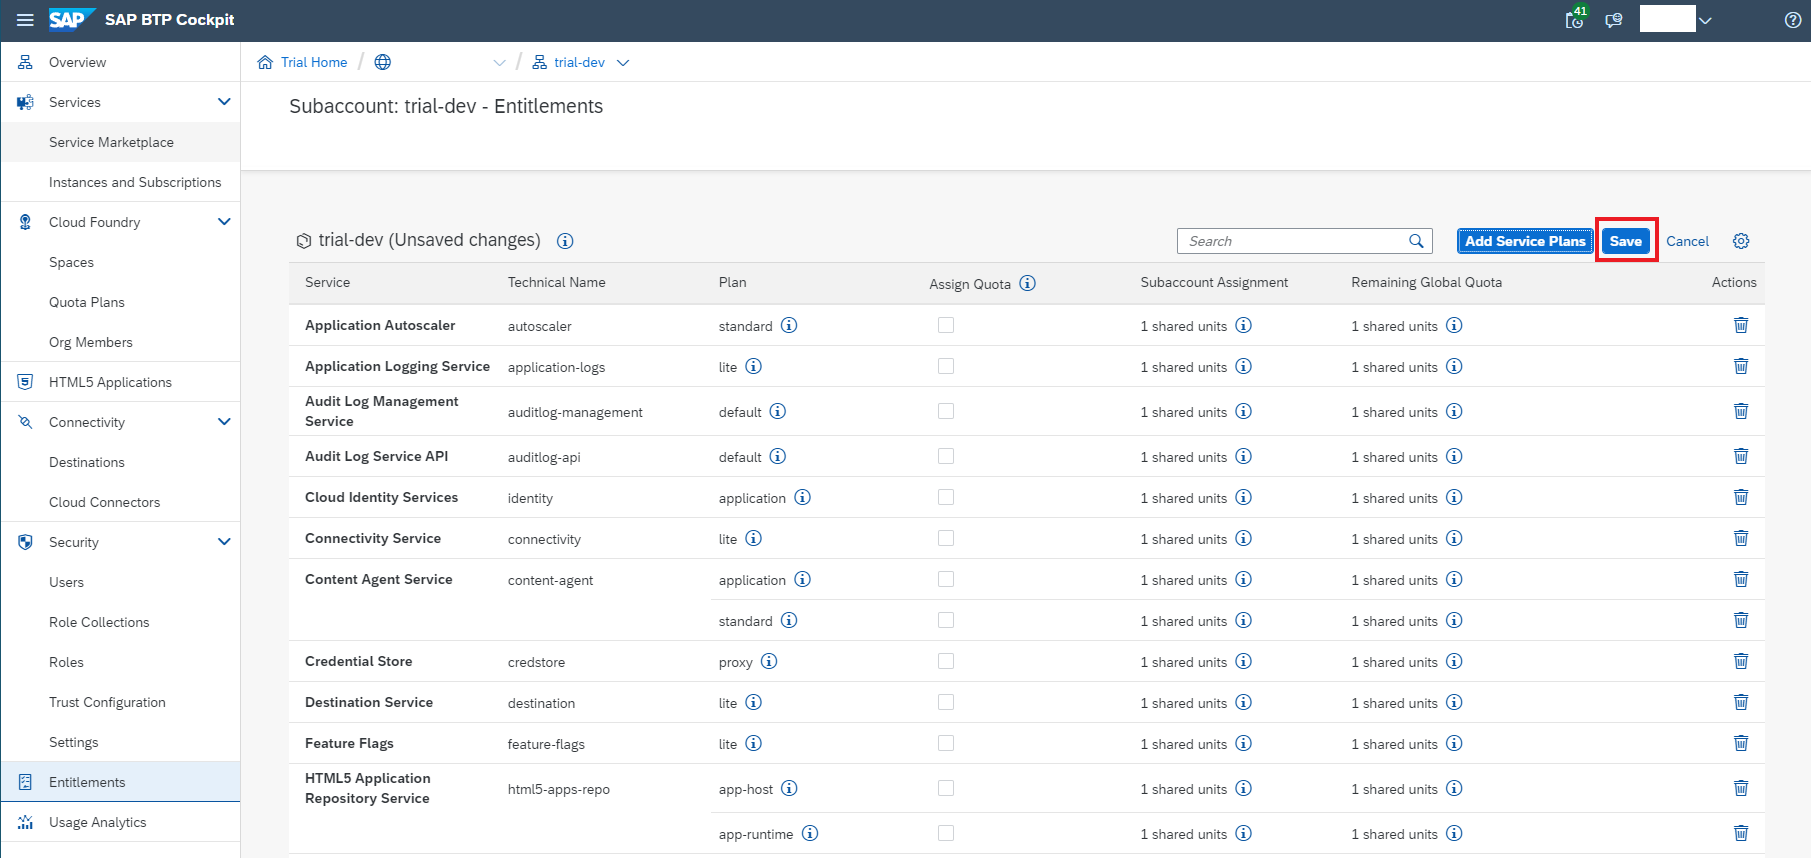 SAP SAP BTP Cockpit 41
Overview
Services
Service Marketplace
Instances and Subscriptions
Cloud Foundry
Spaces
Quota Plans
Org Members
HTML5 Applications
Connectivity
Destinations
Cloud Connectors
Security
Users
Role Collections
Roles
Trust Configuration
Settings
Entitlements
Usage Analytics
Trial Home / / trial-dev
Subaccount: trial-dev - Entitlements
trial-dev (Unsaved changes) Search Add Service Plans Save Cancel
Service Technical Name Plan Assign Quota Subaccount Assignment Remaining Global Quota Actions
Application Autoscaler autoscaler standard 1 shared units 1 shared units
Application Logging Service application-logs lite 1 shared units 1 shared units
Audit Log Management
Service auditlog-management default 1 shared units 1 shared units
Audit Log Service API auditlog-api default 1 shared units 1 shared units
Cloud Identity Services identity application 1 shared units 1 shared units
Connectivity Service connectivity lite 1 shared units 1 shared units
Content Agent Service content-agent application 1 shared units 1 shared units
standard 1 shared units 1 shared units
Credential Store credstore proxy 1 shared units 1 shared units
Destination Service destination lite 1 shared units 1 shared units
Feature Flags feature-flags lite 1 shared units 1 shared units
HTML5 Application
Repository Service html5-apps-repo app-host 1 shared units 1 shared units
app-runtime 1 shared units 1 shared units